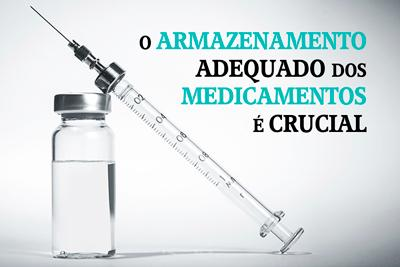 O ARMAZENAMENTO
ADEQUADO DOS
MEDICAMENTOS
É CRUCIAL